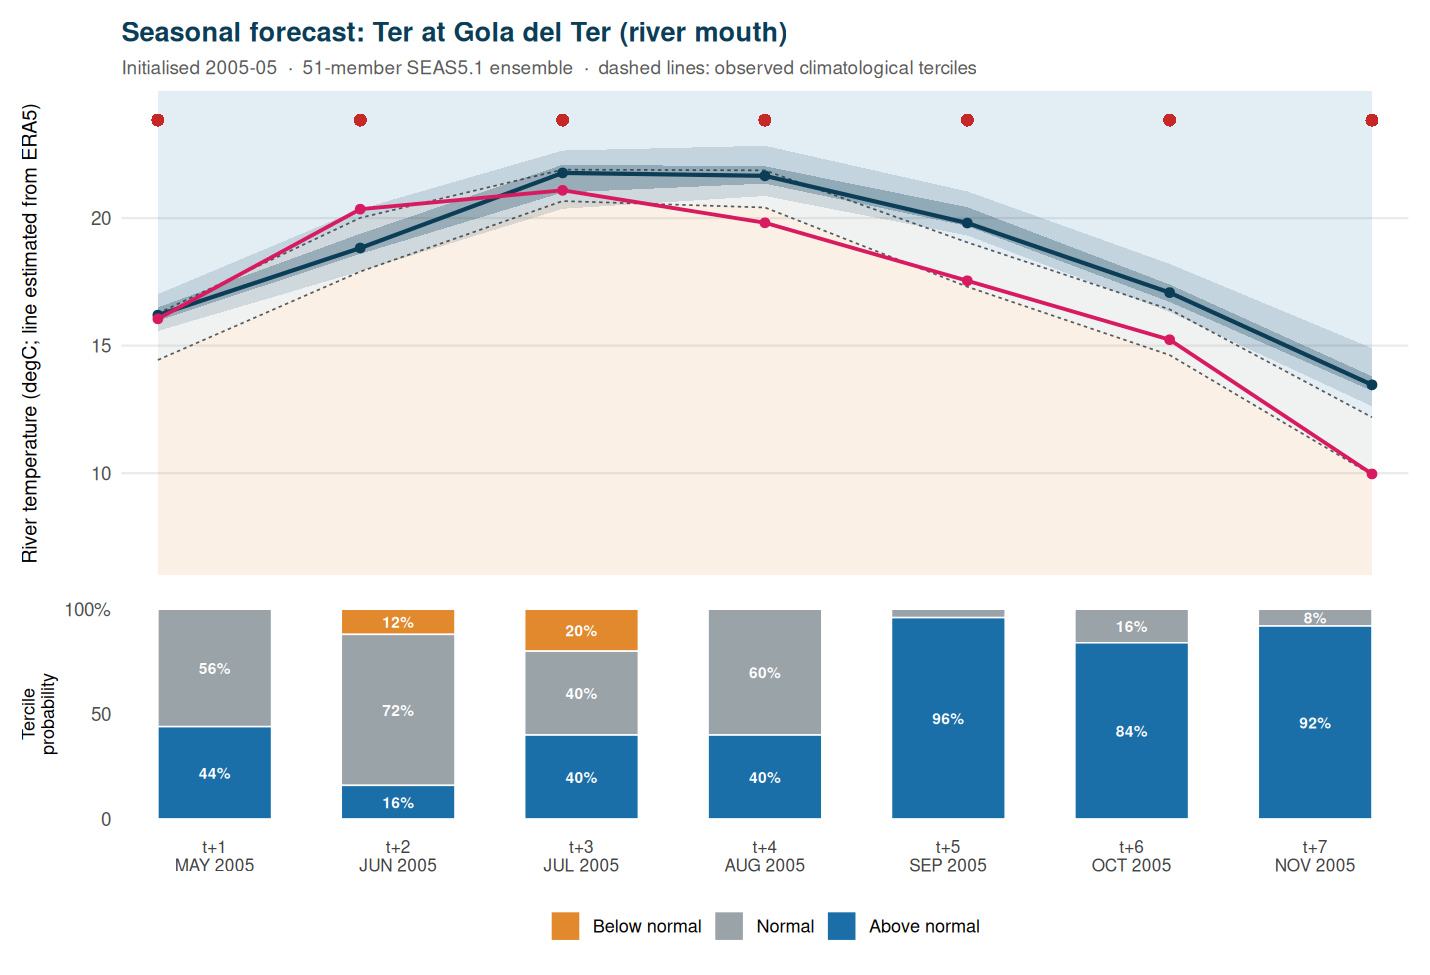 Seasonal forecast: Ter at Gola del Ter (river mouth)
Initialised 2005-05 · 51-member SEAS5.1 ensemble · dashed lines: observed climatological terciles
River temperature (degC; line estimated from ERA5)
20
15
10
Tercile
probability
100%
50
0
56%
44%
12%
72%
16%
20%
40%
40%
60%
40%
96%
16%
84%
8%
92%
t+1
MAY 2005
t+2
JUN 2005
t+3
JUL 2005
t+4
AUG 2005
t+5
SEP 2005
t+6
OCT 2005
t+7
NOV 2005
Below normal
Normal
Above normal